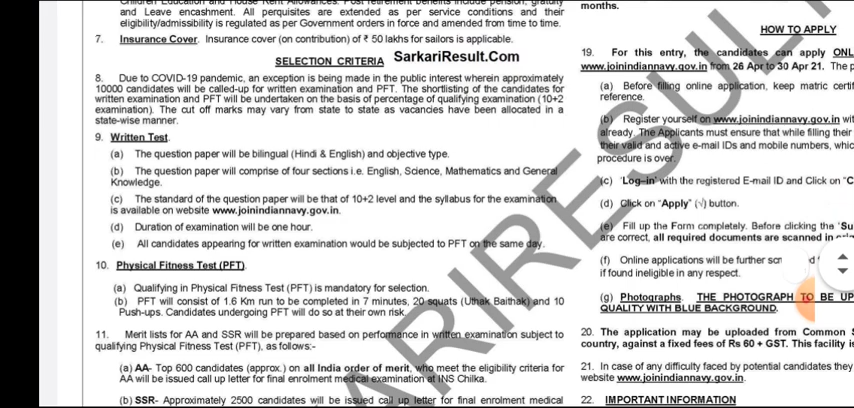 Children Education and House Rent Allowances. Post retirement benefits include pension, gratuity
and Leave encashment. All perquisites are extended as per service conditions and their
eligibility/admissibility is regulated as per Government orders in force and amended from time to time.
7. Insurance Cover. Insurance cover (on contribution) of ₹ 50 lakhs for sailors is applicable.
SELECTION CRITERIA SarkariResult.Com
8. Due to COVID-19 pandemic, an exception is being made in the public interest wherein approximately
10000 candidates will be called-up for written examination and PFT. The shortlisting of the candidates for
written examination and PFT will be undertaken on the basis of percentage of qualifying examination (10+2
examination). The cut off marks may vary from state to state as vacancies have been allocated in a
state-wise manner.
9. Written Test.
(a) The question paper will be bilingual (Hindi & English) and objective type.
(b) The question paper will comprise of four sections i.e. English, Science, Mathematics and General
Knowledge.
(c) The standard of the question paper will be that of 10+2 level and the syllabus for the examination
is available on website www.joinindiannavy.gov.in.
(d) Duration of examination will be one hour.
(e) All candidates appearing for written examination would be subjected to PFT on the same day.
10. Physical Fitness Test (PFT).
(a) Qualifying in Physical Fitness Test (PFT) is mandatory for selection.
(b) PFT will consist of 1.6 Km run to be completed in 7 minutes, 20 squats (Uthak Baithak) and 10
Push-ups. Candidates undergoing PFT will do so at their own risk.
11. Merit lists for AA and SSR will be prepared based on performance in written examination subject to
qualifying Physical Fitness Test (PFT), as follows:-
(a) AA- Top 600 candidates (approx.) on all India order of merit, who meet the eligibility criteria for
AA will be issued call up letter for final enrolment medical examination at INS Chilka.
(b) SSR- Approximately 2500 candidates will be issued call up letter for final enrolment medical
months.
HOW TO APPLY
19. For this entry, the candidates can apply ONL
www.joinindiannavy.gov.in from 26 Apr to 30 Apr 21. The p
(a) Before filling online application, keep matric certif
reference.
(b) Register yourself on www.joinindiannavy.gov.in wit
already. The Applicants must ensure that while filling their
their valid and active e-mail IDs and mobile numbers, whic
procedure is over.
(c) 'Log-in' with the registered E-mail ID and Click on "C
(d) Click on "Apply" (√) button.
(e) Fill up the Form completely. Before clicking the 'Su
are correct, all required documents are scanned in
(f) Online applications will be further scr
if found ineligible in any respect.
(g) Photographs. THE PHOTOGRAPH TO BE UP
QUALITY WITH BLUE BACKGROUND.
20. The application may be uploaded from Common S
country, against a fixed fees of Rs 60 + GST. This facility is
21. In case of any difficulty faced by potential candidates they
website www.joinindiannavy.gov.in.
22. IMPORTANT INFORMATION
ARIRESULT